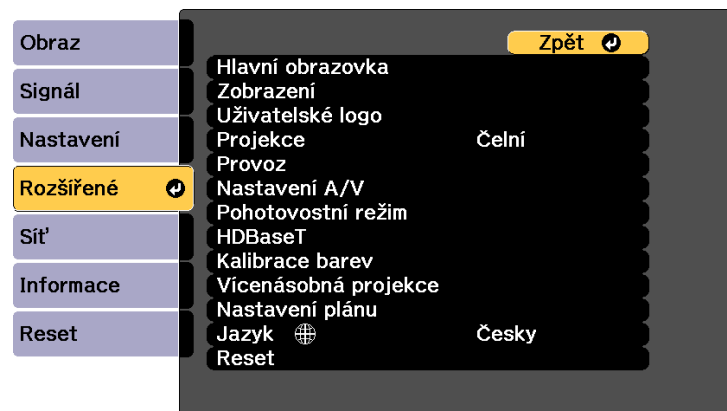 Obraz
Signál
Nastavení
Rozšířené
Síť
Informace
Reset
Zpět
Hlavní obrazovka
Zobrazení
Uživatelské logo
Projekce Čelní
Provoz
Nastavení A/V
Pohotovostní režim
HDBaseT
Kalibrace barev
Vícenásobná projekce
Nastavení plánu
Jazyk Česky
Reset